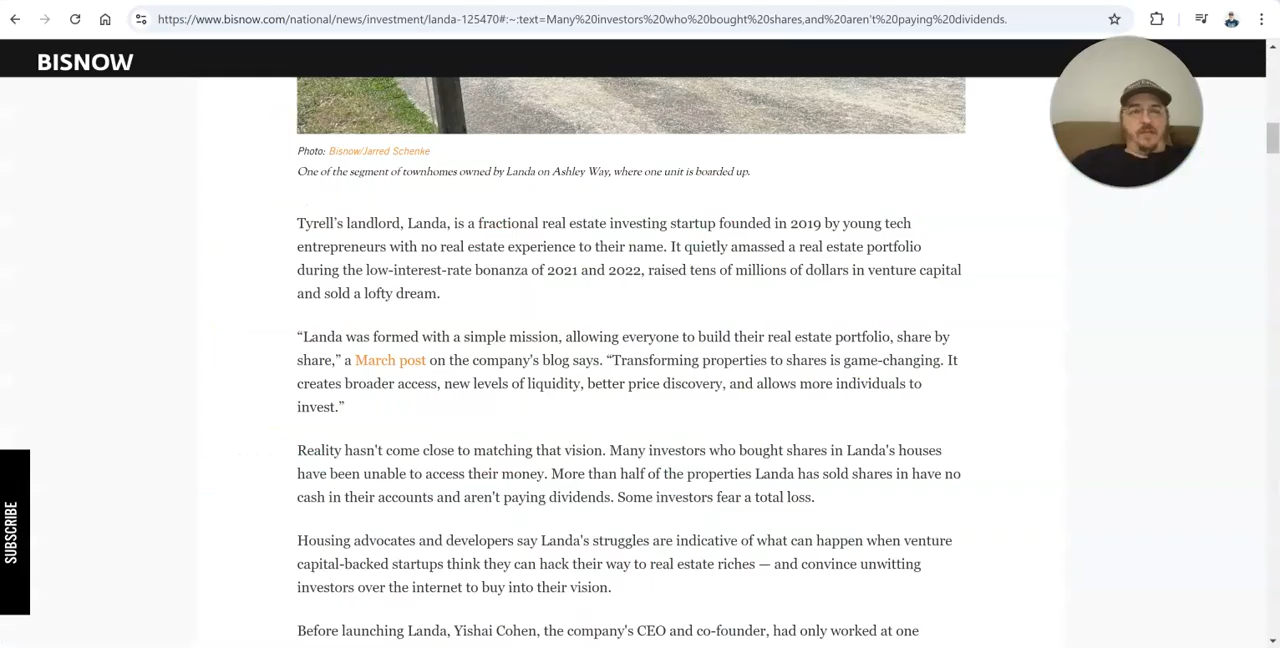 https://www.bisnow.com/national/news/investment/landa-125470#:~:text=Many%20investors%20who%20bought%20shares,and%20aren't%20paying%20dividends.
BISNOW
Photo: Bisnow/Jarred Schenke
One of the segment of townhomes owned by Landa on Ashley Way, where one unit is boarded up.
Tyrell’s landlord, Landa, is a fractional real estate investing startup founded in 2019 by young tech
entrepreneurs with no real estate experience to their name. It quietly amassed a real estate portfolio
during the low-interest-rate bonanza of 2021 and 2022, raised tens of millions of dollars in venture capital
and sold a lofty dream.
“Landa was formed with a simple mission, allowing everyone to build their real estate portfolio, share by
share,” a March post on the company's blog says. “Transforming properties to shares is game-changing. It
creates broader access, new levels of liquidity, better price discovery, and allows more individuals to
invest.”
Reality hasn't come close to matching that vision. Many investors who bought shares in Landa's houses
have been unable to access their money. More than half of the properties Landa has sold shares in have no
cash in their accounts and aren't paying dividends. Some investors fear a total loss.
Housing advocates and developers say Landa's struggles are indicative of what can happen when venture
capital-backed startups think they can hack their way to real estate riches — and convince unwitting
investors over the internet to buy into their vision.
Before launching Landa, Yishai Cohen, the company's CEO and co-founder, had only worked at one
SUBSCRIBE